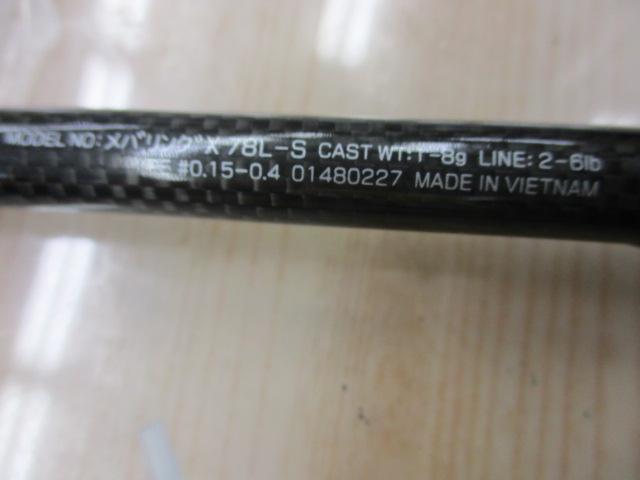 MODEL NO: メバリング X 78L-S CAST WT:1-8g LINE: 2-6lb
#0.15-0.4 01480227 MADE IN VIETNAM